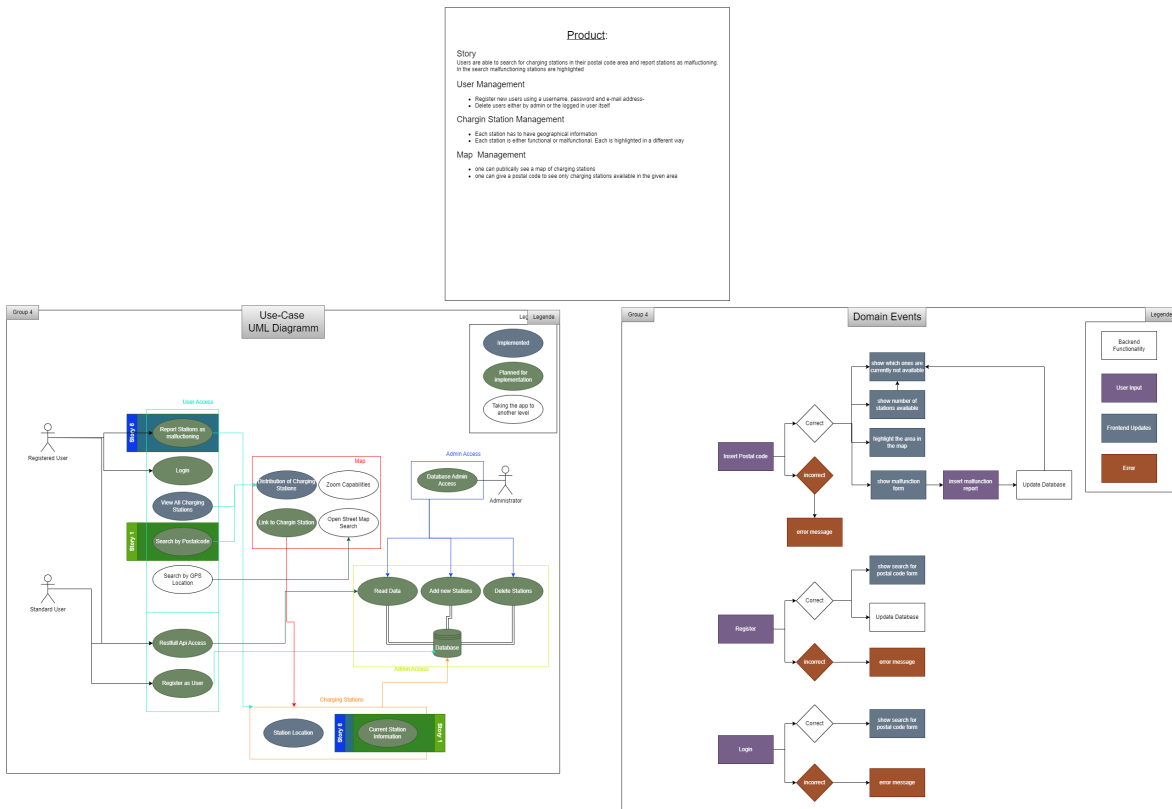 Product:
Story
Users are able to search for charging stations in their postal code area and report stations as malfuctioning.
In the search malfunctioning stations are highlighted
User Management
Register new users using a username, password and e-mail address-
Delete users either by admin or the logged in user itself
Chargin Station Management
Each station has to have geographical information
Each station is either functional or malfunctional. Each is highlighted in a different way
Map Management
one can publically see a map of charging stations
one can give a postal code to see only charging stations available in the given area
Group 4
Use-Case
UML Diagramm
Legende
Implemented
Planned for
implementation
Taking the app to
another level
User Access
Story 6
Report Stations as
malfuctioning
Registered User
Login
View All Charging
Stations
Story 1
Search by Postalcode
Search by GPS
Location
Standard User
Restfull Api Access
Register as User
Map
Distribution of Charging
Stations
Zoom Capabilities
Link to Chargin Station
Open Street Map
Search
Admin Access
Database Admin
Access
Administrator
Read Data
Add new Stations
Delete Stations
Database
Admin Access
Charging Stations
Station Location
Story 6
Current Station
Information
Story 1
Group 4
Domain Events
Legende
Backend
Functionality
User Input
Frontend Updates
Error
show which ones are
currently not available
show number of
stations available
Correct
highlight the area in
the map
Insert Postal code
incorrect
show malfunction
form
insert malfunction
report
Update Database
error message
show search for
postal code form
Correct
Update Database
Register
incorrect
error message
show search for
postal code form
Correct
Login
incorrect
error message